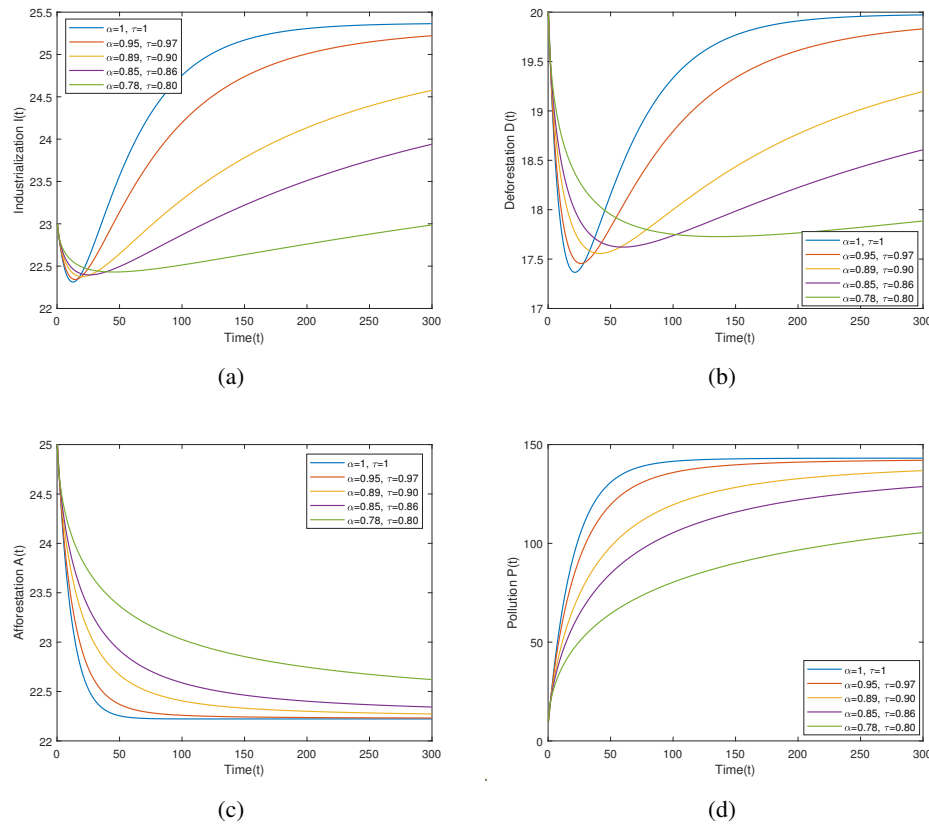 25.5
25
24.5
24
23.5
23
22.5
22
0 50 100 150 200 250 300
Industrialization I(t)
Time(t)
α=1, τ=1
α=0.95, τ=0.97
α=0.89, τ=0.90
α=0.85, τ=0.86
α=0.78, τ=0.80
(a)
20
19.5
19
18.5
18
17.5
17
0 50 100 150 200 250 300
Deforestation D(t)
Time(t)
α=1, τ=1
α=0.95, τ=0.97
α=0.89, τ=0.90
α=0.85, τ=0.86
α=0.78, τ=0.80
(b)
25
24.5
24
23.5
23
22.5
22
0 50 100 150 200 250 300
Afforestation A(t)
Time(t)
α=1, τ=1
α=0.95, τ=0.97
α=0.89, τ=0.90
α=0.85, τ=0.86
α=0.78, τ=0.80
(c)
150
100
50
0
0 50 100 150 200 250 300
Pollution P(t)
Time(t)
α=1, τ=1
α=0.95, τ=0.97
α=0.89, τ=0.90
α=0.85, τ=0.86
α=0.78, τ=0.80
(d)